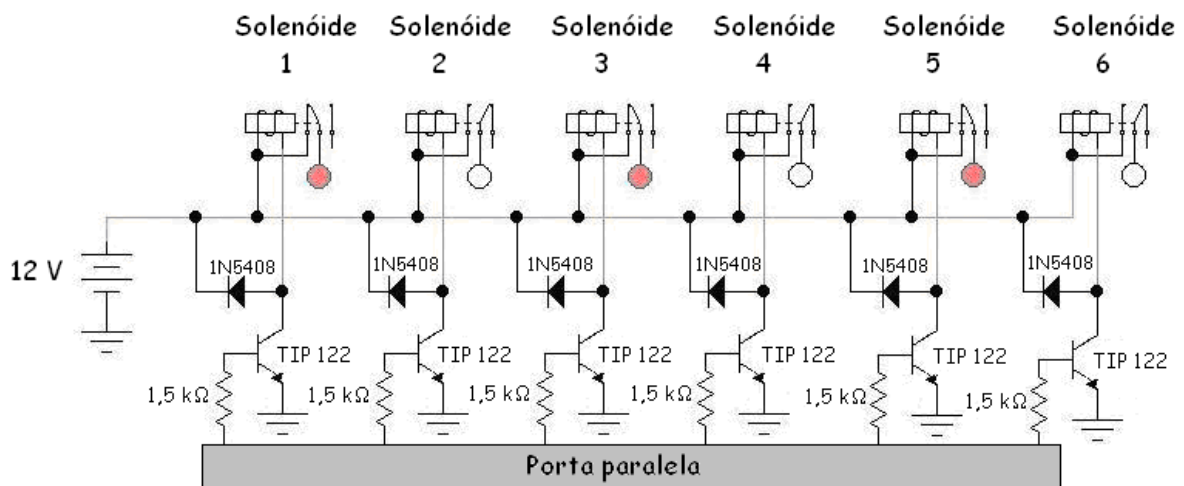 Solenóide Solenóide Solenóide Solenóide Solenóide Solenóide
1 2 3 4 5 6
12 V
1N5408 1N5408 1N5408 1N5408 1N5408 1N5408
TIP 122 TIP 122 TIP 122 TIP 122 TIP 122 TIP 122
1,5 kΩ 1,5 kΩ 1,5 kΩ 1,5 kΩ 1,5 kΩ 1,5 kΩ
Porta paralela